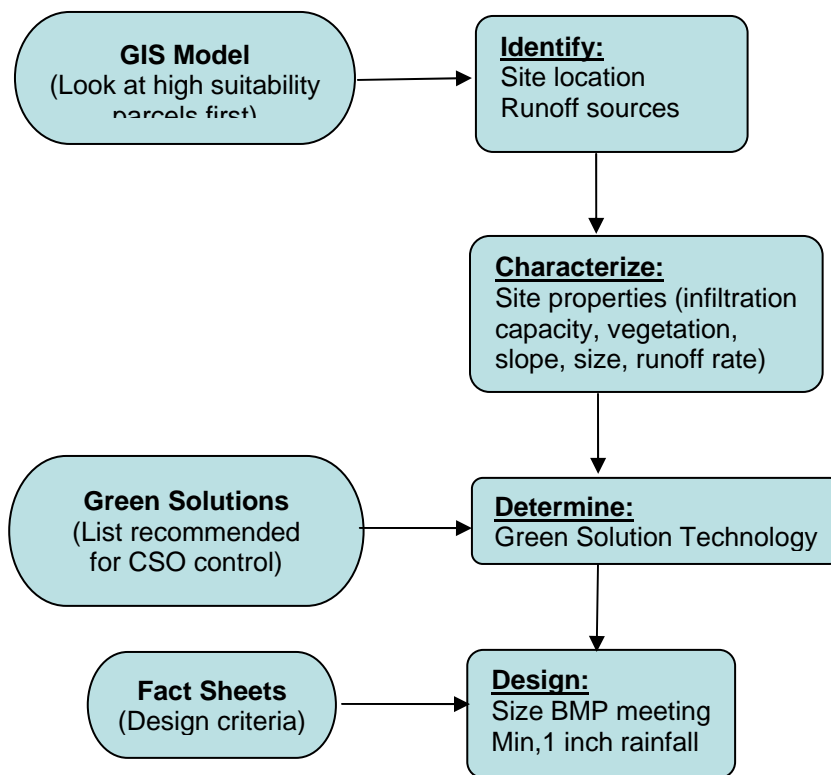 GIS Model
(Look at high suitability
parcels first)
Identify:
Site location
Runoff sources
Characterize:
Site properties (infiltration
capacity, vegetation,
slope, size, runoff rate)
Green Solutions
(List recommended
for CSO control)
Determine:
Green Solution Technology
Fact Sheets
(Design criteria)
Design:
Size BMP meeting
Min,1 inch rainfall